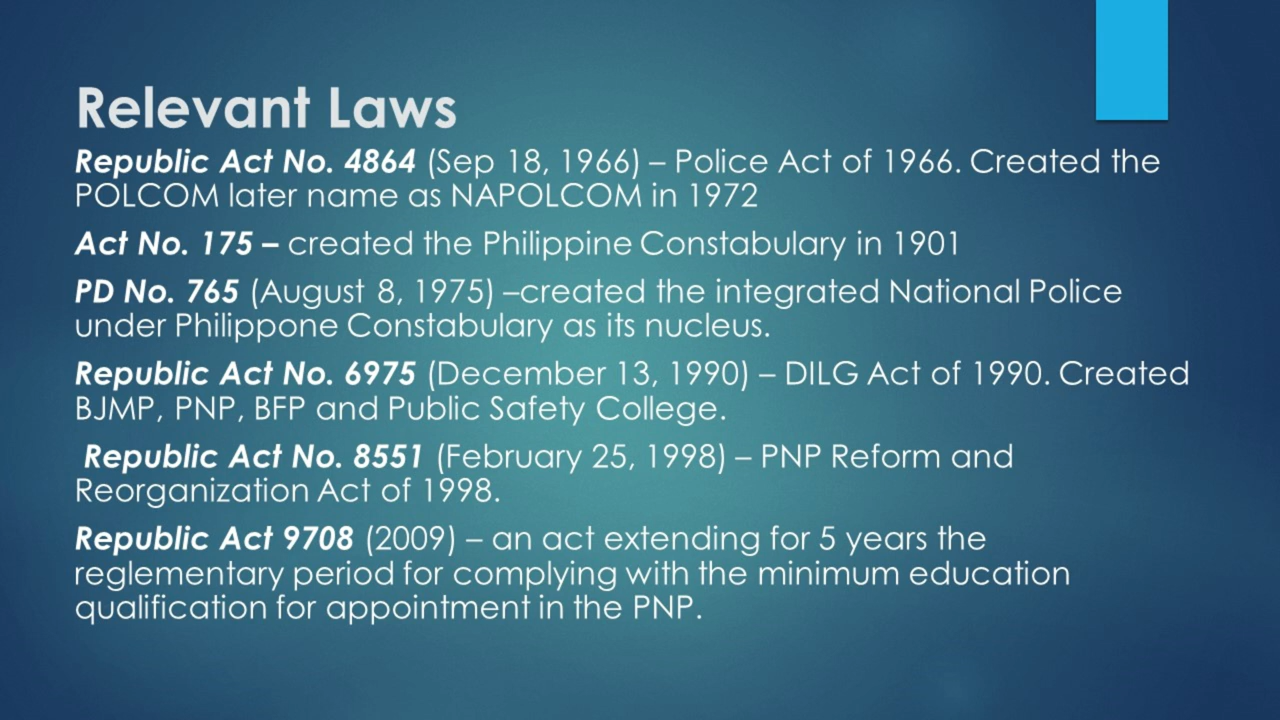 Relevant Laws
Republic Act No. 4864 (Sep 18, 1966) – Police Act of 1966. Created the
POLCOM later name as NAPOLCOM in 1972
Act No. 175 – created the Philippine Constabulary in 1901
PD No. 765 (August 8, 1975) –created the integrated National Police
under Philippone Constabulary as its nucleus.
Republic Act No. 6975 (December 13, 1990) – DILG Act of 1990. Created
BJMP, PNP, BFP and Public Safety College.
Republic Act No. 8551 (February 25, 1998) – PNP Reform and
Reorganization Act of 1998.
Republic Act 9708 (2009) – an act extending for 5 years the
reglementary period for complying with the minimum education
qualification for appointment in the PNP.